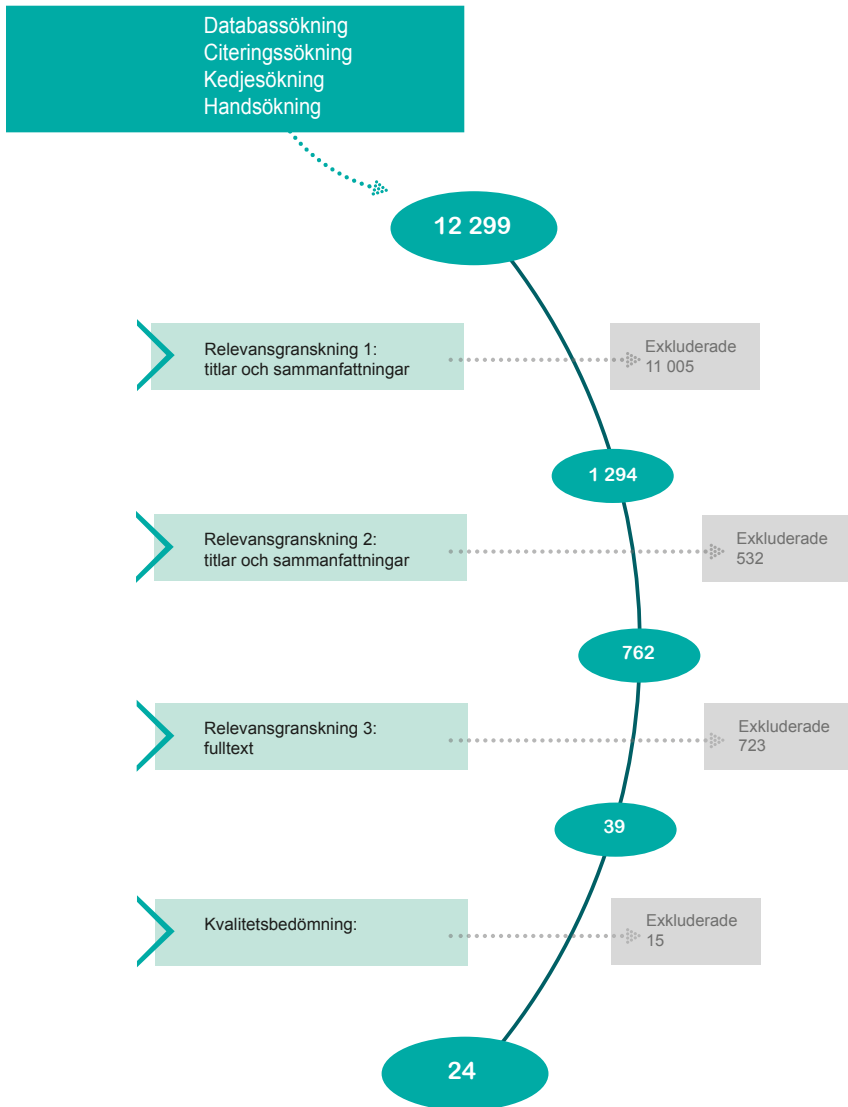 Databassökning
Citeringssökning
Kedjesökning
Handsökning
12 299
Relevansgranskning 1:
titlar och sammanfattningar
Exkluderade
11 005
1 294
Relevansgranskning 2:
titlar och sammanfattningar
Exkluderade
532
762
Relevansgranskning 3:
fulltext
Exkluderade
723
39
Kvalitetsbedömning:
Exkluderade
15
24